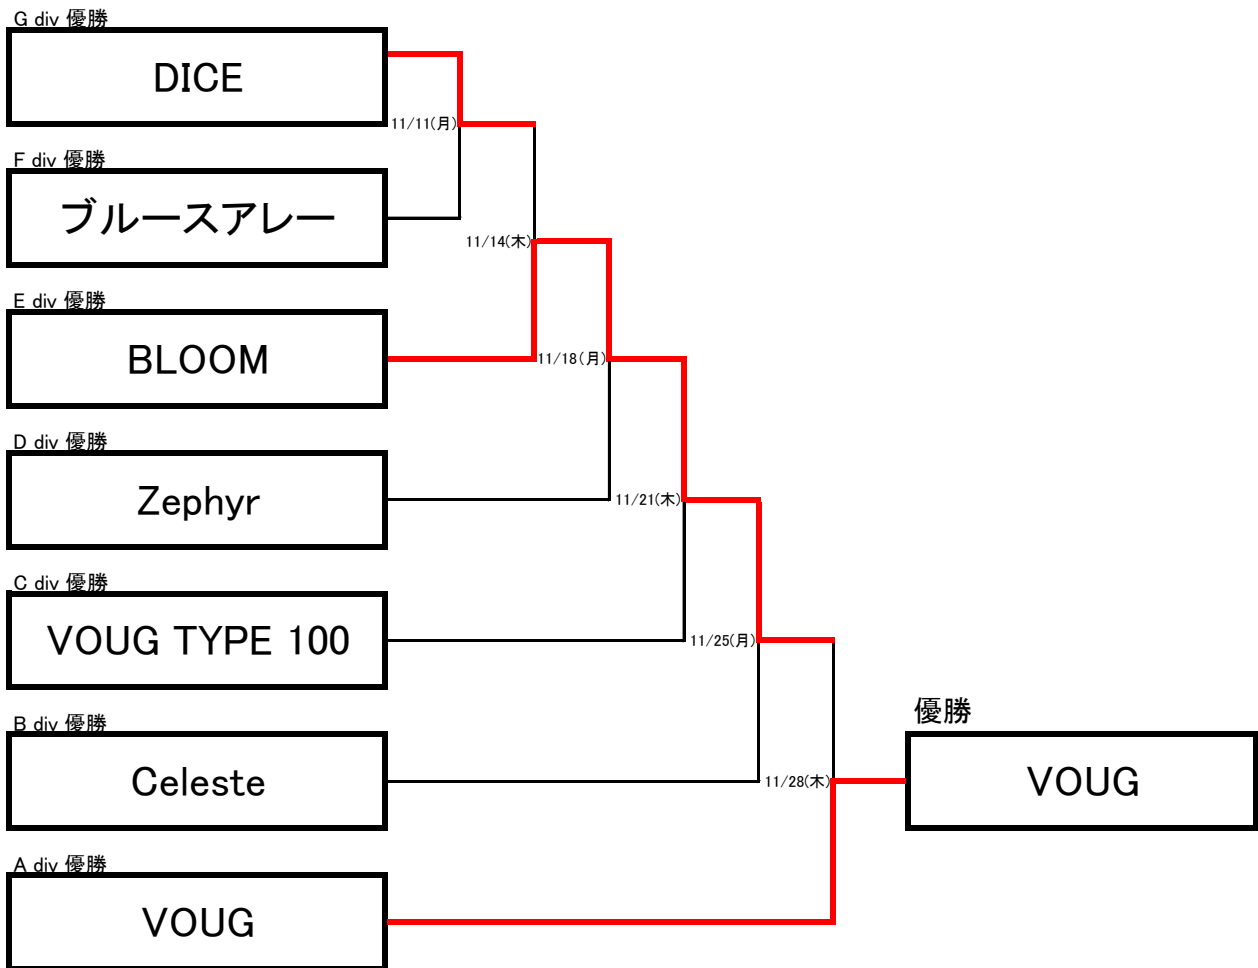 G div 優勝
DICE
11/11(月)
F div 優勝
ブルースアレー
11/14(木)
E div 優勝
BLOOM
11/18(月)
D div 優勝
Zephyr
11/21(木)
C div 優勝
VOUG TYPE 100
11/25(月)
B div 優勝
Celeste
11/28(木)
優勝
VOUG
A div 優勝
VOUG